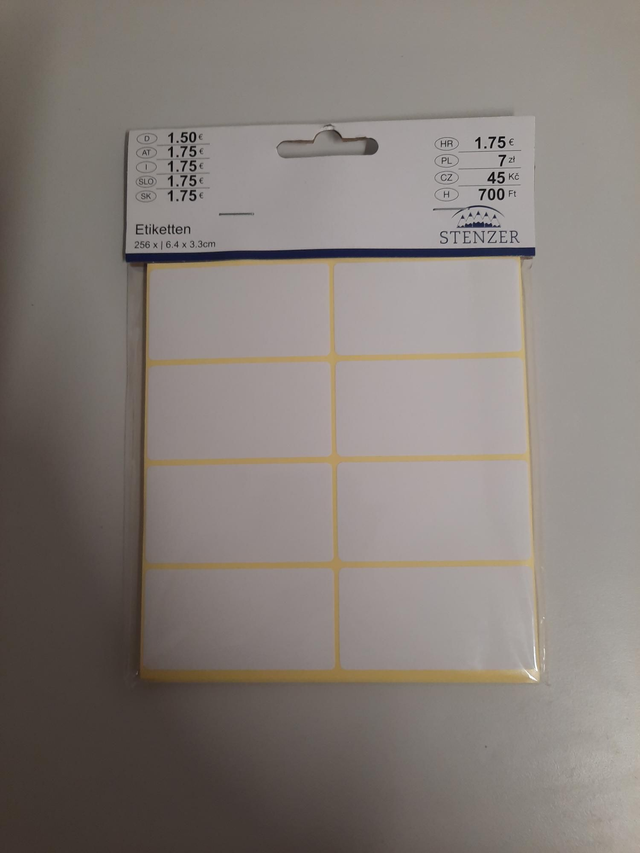 D 1.50 €
AT 1.75 €
I 1.75 €
SLO 1.75 €
SK 1.75 €
HR 1.75 €
PL 7 zł
CZ 45 Kč
H 700 Ft
Etiketten
256 x | 6.4 x 3.3cm
STENZER